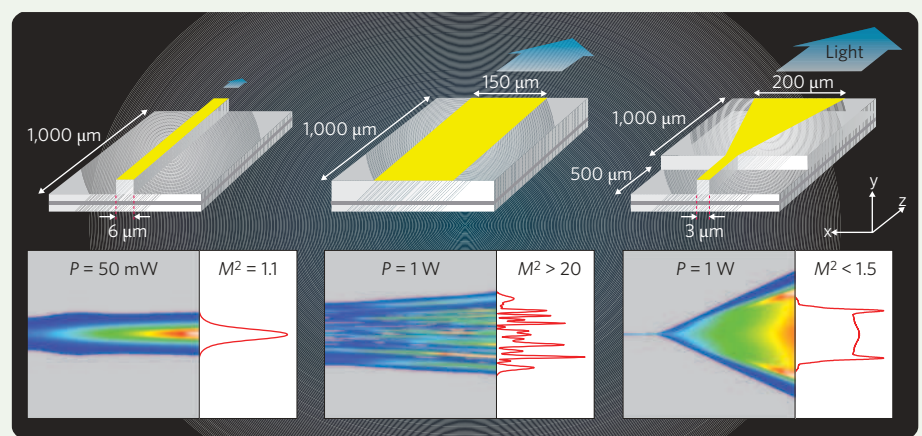 Light
150 μm
200 μm
1,000 μm
1,000 μm
1,000 μm
500 μm
6 μm
3 μm
y
z
x
P = 50 mW
M² = 1.1
P = 1 W
M² > 20
P = 1 W
M² < 1.5